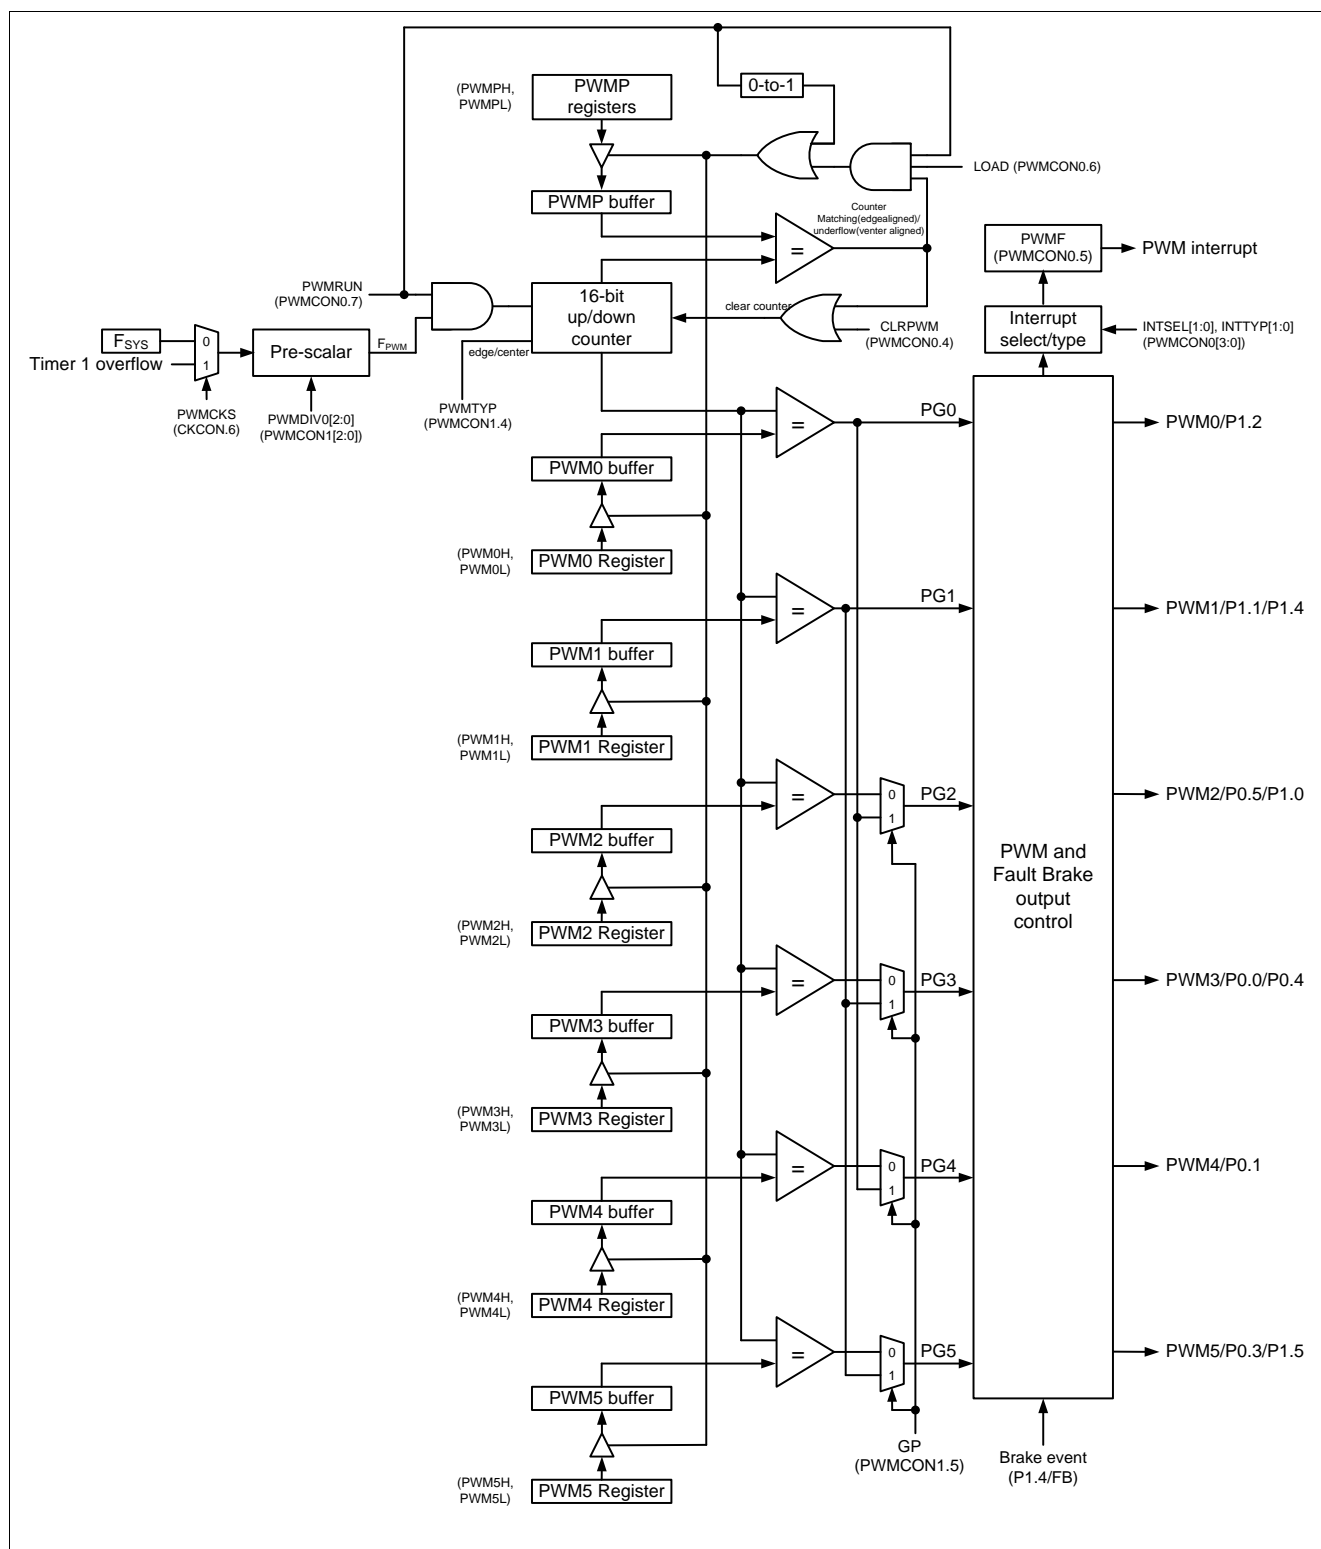 (PWMPH,
PWMPL)
PWMP
registers
0-to-1
LOAD (PWMCON0.6)
PWMP buffer
Counter
Matching(edgealigned)/
underflow(venter aligned)
=
PWMF
(PWMCON0.5)
PWM interrupt
PWMRUN
(PWMCON0.7)
16-bit
up/down
counter
clear counter
CLRPWM
(PWMCON0.4)
Interrupt
select/type
INTSEL[1:0], INTTYP[1:0]
(PWMCON0[3:0])
FSYS
Timer 1 overflow
0
1
Pre-scalar
FPWM
edge/center
PWMCKS
(CKCON.6)
PWMDIV0[2:0]
(PWMCON1[2:0])
PWMTYP
(PWMCON1.4)
=
PG0
PWM0/P1.2
PWM0 buffer
(PWM0H,
PWM0L)
PWM0 Register
=
PG1
PWM1/P1.1/P1.4
PWM1 buffer
(PWM1H,
PWM1L)
PWM1 Register
=
0
1
PG2
PWM2/P0.5/P1.0
PWM2 buffer
PWM and
Fault Brake
output
control
(PWM2H,
PWM2L)
PWM2 Register
=
0
1
PG3
PWM3/P0.0/P0.4
PWM3 buffer
(PWM3H,
PWM3L)
PWM3 Register
=
0
1
PG4
PWM4/P0.1
PWM4 buffer
(PWM4H,
PWM4L)
PWM4 Register
=
0
1
PG5
PWM5/P0.3/P1.5
PWM5 buffer
(PWM5H,
PWM5L)
PWM5 Register
GP
(PWMCON1.5)
Brake event
(P1.4/FB)